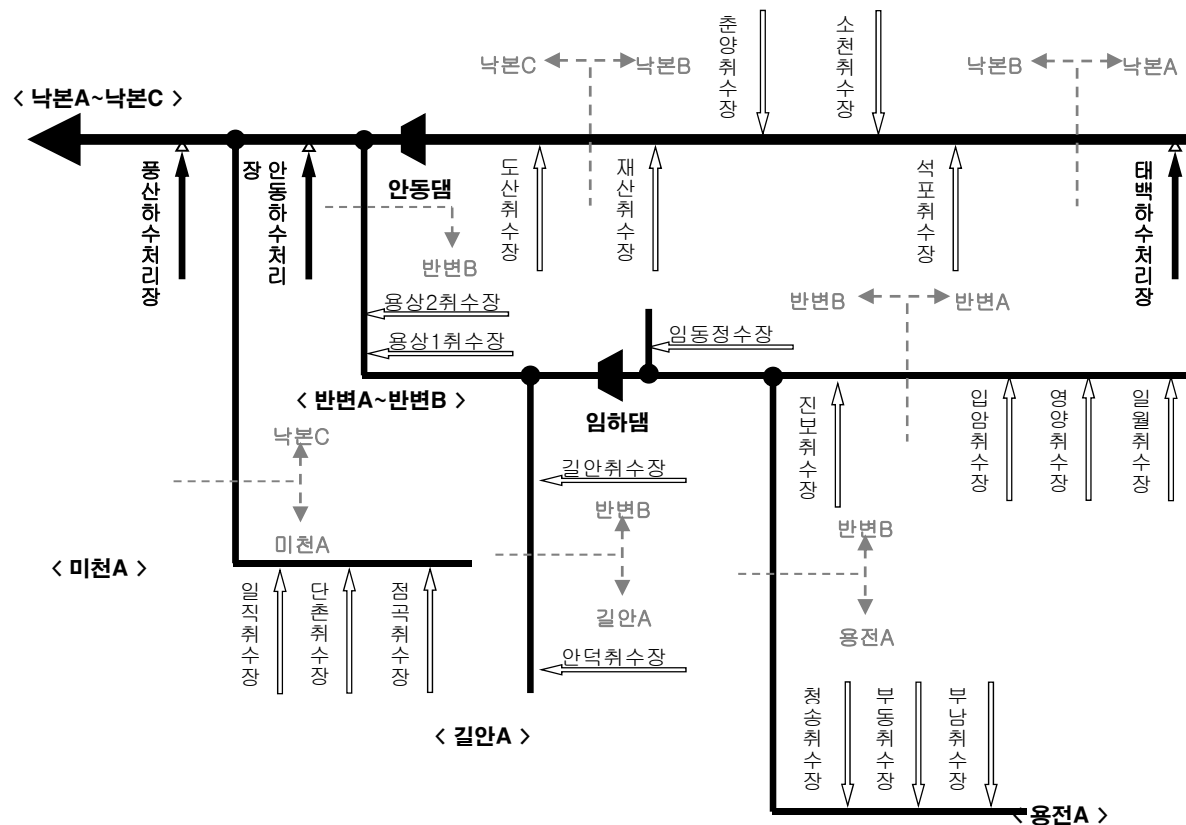 춘양취수장
소천취수장
낙본C
낙본B
낙본B
낙본A
< 낙본A~낙본C >
풍산하수처리장
안동하수처리장
안동댐
도산취수장
재산취수장
석포취수장
태백하수처리장
반변B
반변B
반변A
용상2취수장
용상1취수장
임동정수장
< 반변A~반변B >
임하댐
진보취수장
입암취수장
영양취수장
일월취수장
낙본C
미천A
길안취수장
반변B
길안A
반변B
용전A
< 미천A >
일직취수장
단촌취수장
점곡취수장
안덕취수장
< 길안A >
청송취수장
부동취수장
부남취수장
< 용전A >